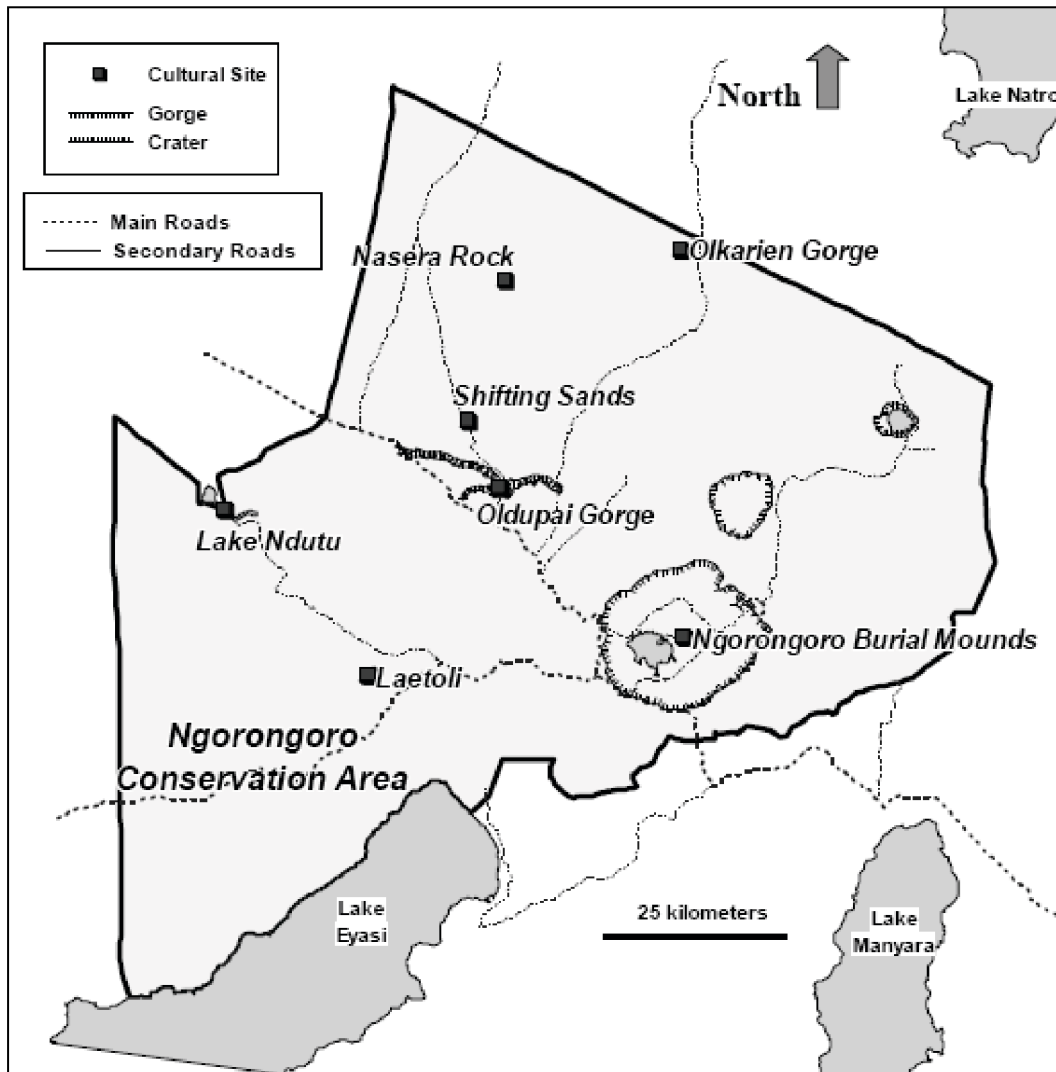 Cultural Site
Gorge
Crater
Main Roads
Secondary Roads
North
Lake Natro
Nasera Rock
Olkarien Gorge
Shifting Sands
Oldupai Gorge
Lake Ndutu
Ngorongoro Burial Mounds
Laetoli
Ngorongoro
Conservation Area
Lake
Eyasi
25 kilometers
Lake
Manyara